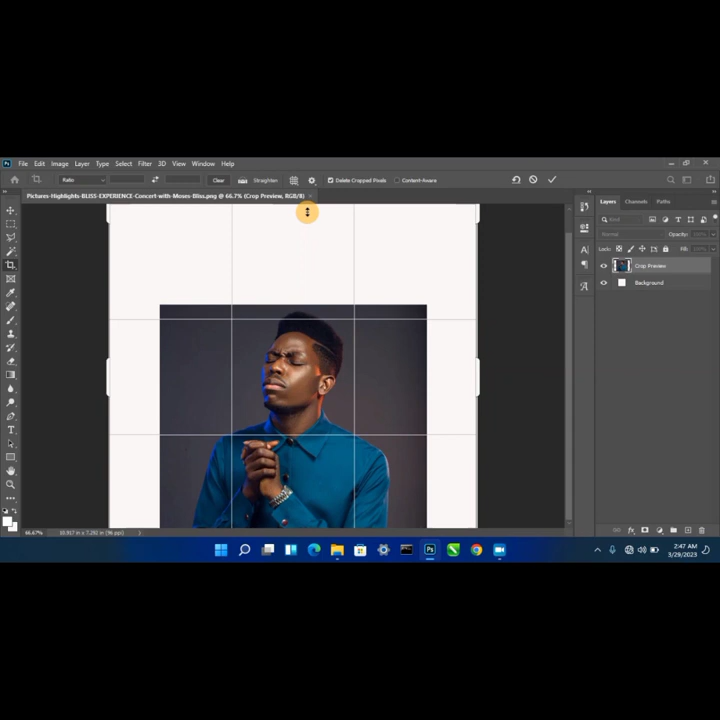 Ps File Edit Image Layer Type Select Filter 3D View Window Help
Ratio Clear Straighten Delete Cropped Pixels Content-Aware
Pictures-Highlights-BLISS-EXPERIENCE-Concert-with-Moses-Bliss.png @ 66.7% (Crop Preview, RGB/8)
Layers Channels Paths
Kind
Normal Opacity:
Lock: Fill:
Crop Preview
Background
66.67%
2:47 AM
3/29/2023